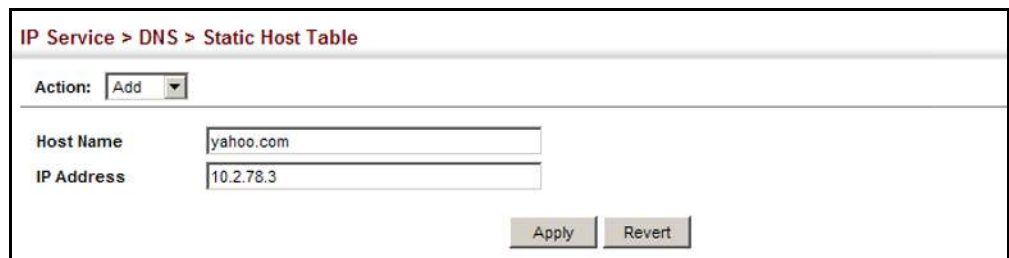 IP Service > DNS > Static Host Table
Action: Add
Host Name yahoo.com
IP Address 10.2.78.3
Apply Revert